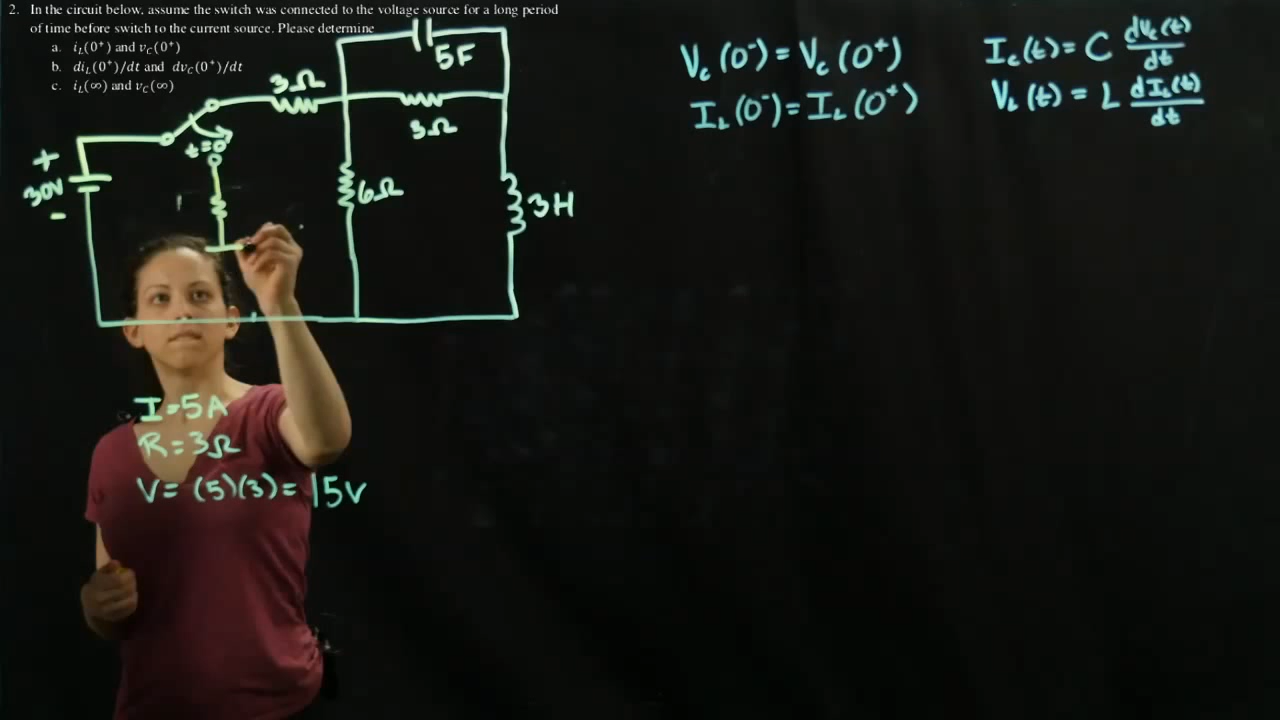 2. In the circuit below, assume the switch was connected to the voltage source for a long period
of time before switch to the current source. Please determine
a. iL(0+) and vC(0+)
b. diL(0+)/dt and dvC(0+)/dt
c. iL(∞) and vC(∞)
5F
3Ω
3Ω
t=0
+
30V
-
6Ω
3H
Vc(0-) = Vc(0+)
IL(0-) = IL(0+)
Ic(t) = C dVc(t)/dt
VL(t) = L dIL(t)/dt
I=5A
R=3Ω
V= (5)(3) = 15V